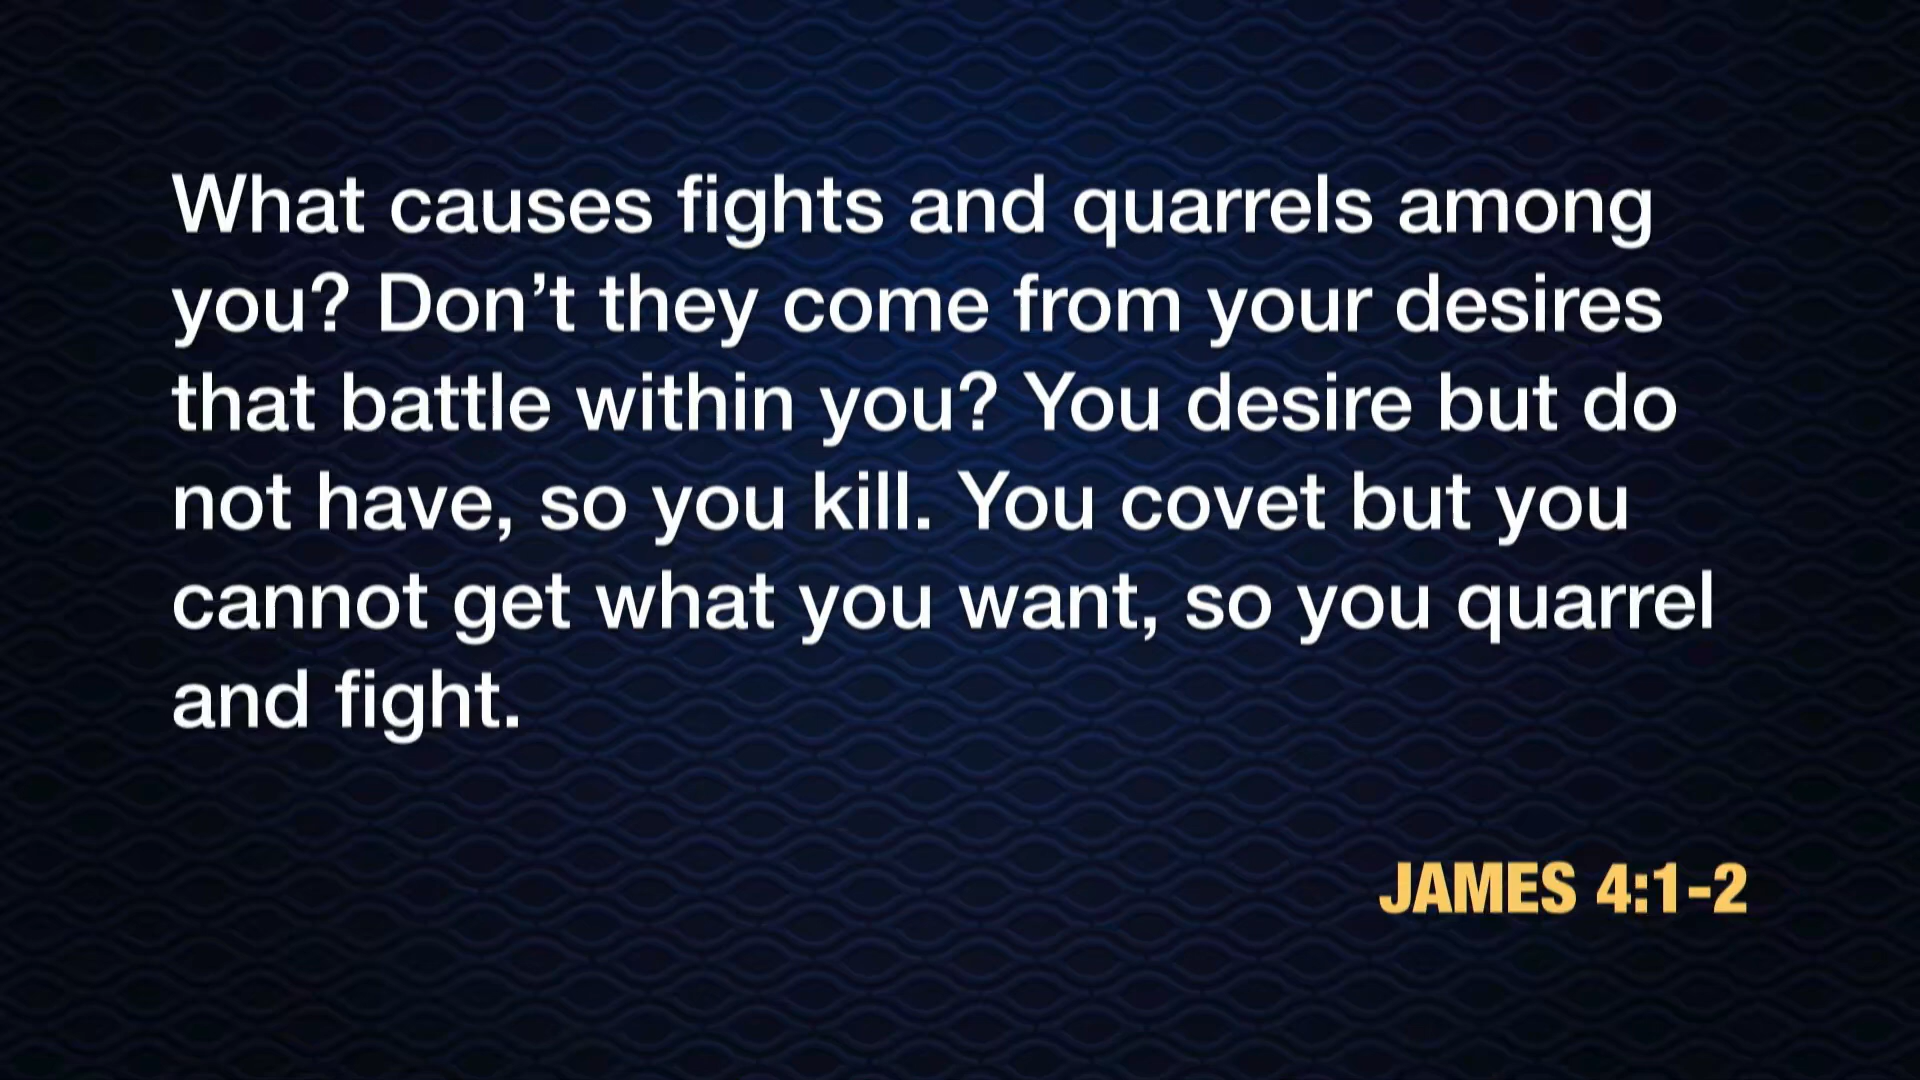 What causes fights and quarrels among
you? Don’t they come from your desires
that battle within you? You desire but do
not have, so you kill. You covet but you
cannot get what you want, so you quarrel
and fight.
JAMES 4:1-2